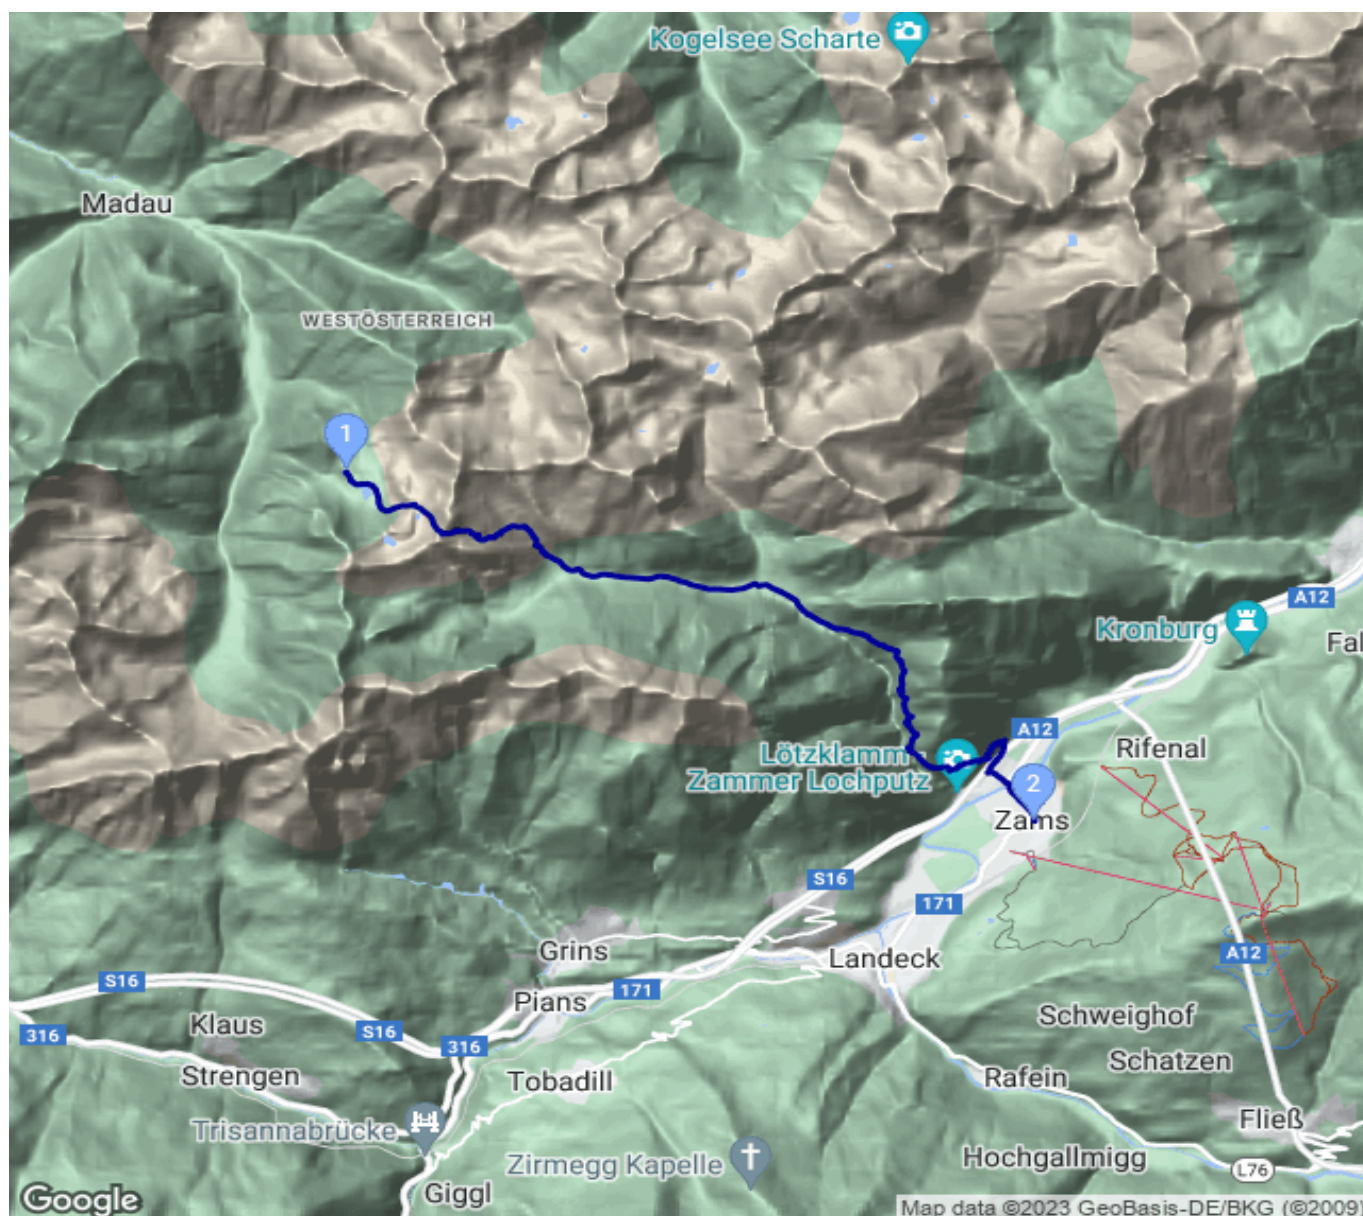 Kogelsee Scharte
Madau
WESTÖSTERREICH
1
A12
Kronburg
Fal
A12
Rifenal
Lötzklamm -
Zammer Lochputz
2
Zams
S16
171
Grins
Landeck
A12
S16
171
Pians
Klaus
S16
316
316
Schweighof
Schatzen
Strengen
Tobadill
Rafein
Trisannabrücke
Fließ
Zirmegg Kapelle
Hochgallmigg
L76
Giggl
Google
Map data ©2023 GeoBasis-DE/BKG (©2009)